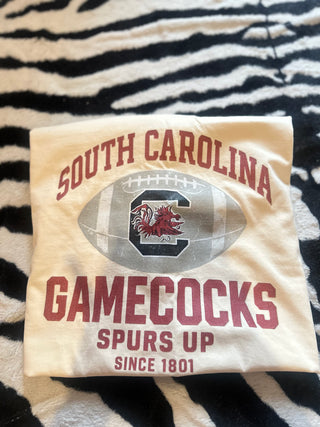 SOUTH CAROLINA
C
GAMECOCKS
SPURS UP
SINCE 1801